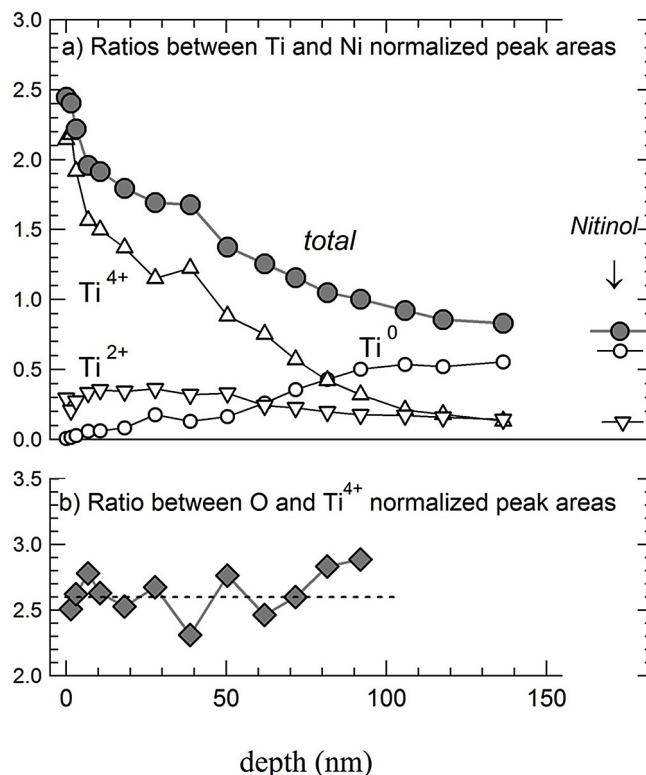 3.0
a) Ratios between Ti and Ni normalized peak areas
2.5
2.0
total
Nitinol
1.5
Ti4+
1.0
Ti0
Ti2+
0.5
0.0
3.5
b) Ratio between O and Ti4+ normalized peak areas
3.0
2.5
2.0
0 50 100 150
depth (nm)